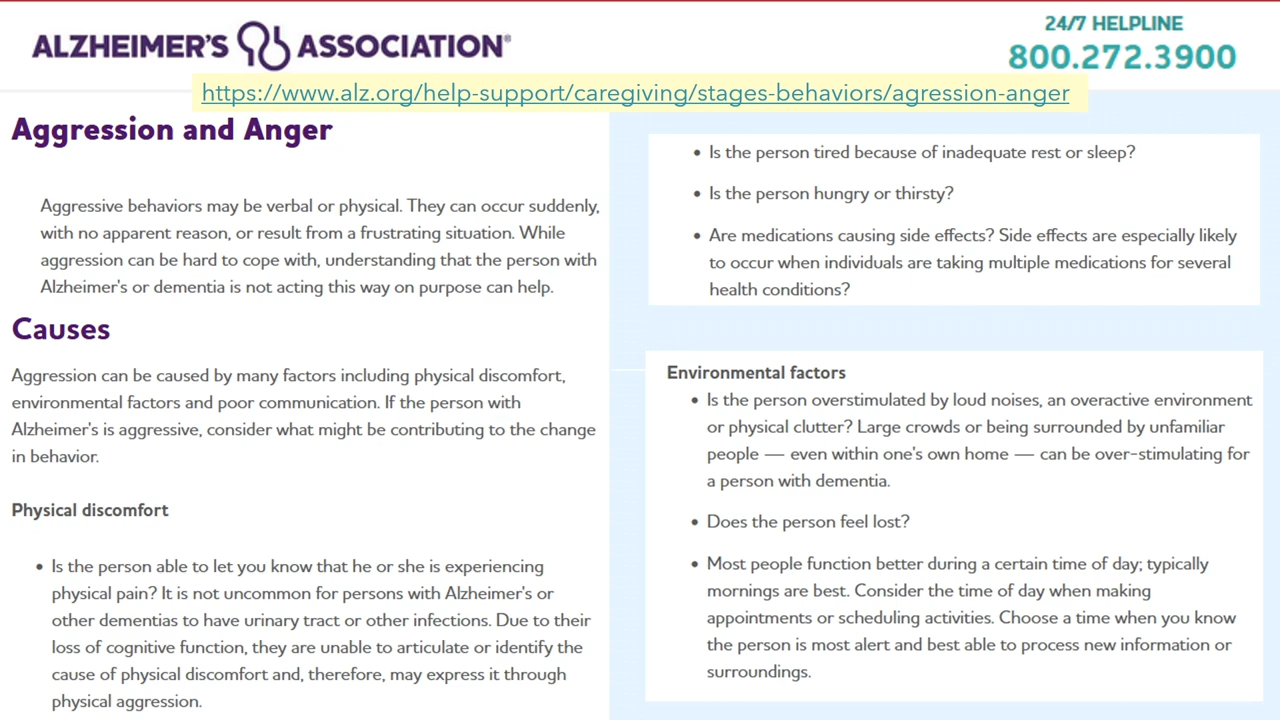 ALZHEIMER'S ASSOCIATION®
24/7 HELPLINE
800.272.3900
https://www.alz.org/help-support/caregiving/stages-behaviors/agression-anger
Aggression and Anger
Aggressive behaviors may be verbal or physical. They can occur suddenly,
with no apparent reason, or result from a frustrating situation. While
aggression can be hard to cope with, understanding that the person with
Alzheimer's or dementia is not acting this way on purpose can help.
Causes
Aggression can be caused by many factors including physical discomfort,
environmental factors and poor communication. If the person with
Alzheimer's is aggressive, consider what might be contributing to the change
in behavior.
Physical discomfort
• Is the person able to let you know that he or she is experiencing
physical pain? It is not uncommon for persons with Alzheimer's or
other dementias to have urinary tract or other infections. Due to their
loss of cognitive function, they are unable to articulate or identify the
cause of physical discomfort and, therefore, may express it through
physical aggression.
• Is the person tired because of inadequate rest or sleep?
• Is the person hungry or thirsty?
• Are medications causing side effects? Side effects are especially likely
to occur when individuals are taking multiple medications for several
health conditions?
Environmental factors
• Is the person overstimulated by loud noises, an overactive environment
or physical clutter? Large crowds or being surrounded by unfamiliar
people — even within one's own home — can be over-stimulating for
a person with dementia.
• Does the person feel lost?
• Most people function better during a certain time of day; typically
mornings are best. Consider the time of day when making
appointments or scheduling activities. Choose a time when you know
the person is most alert and best able to process new information or
surroundings.